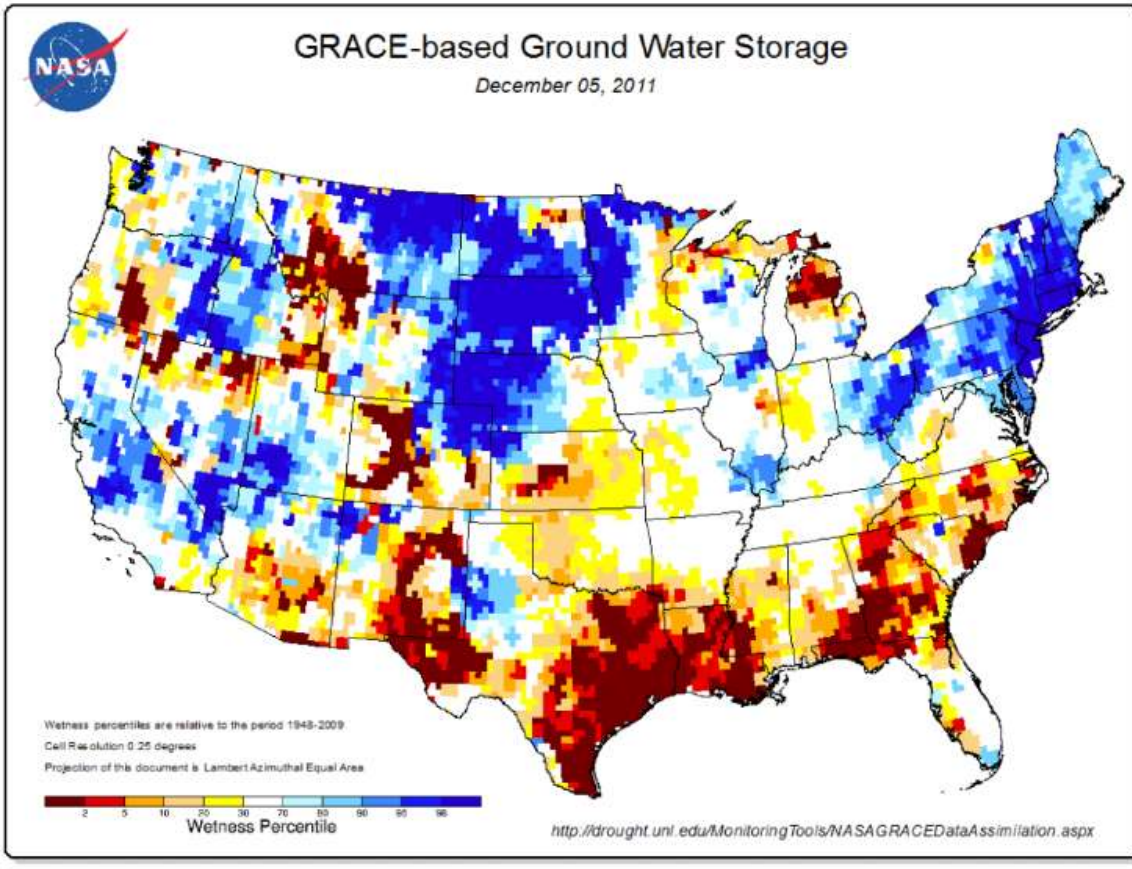 NASA
GRACE-based Ground Water Storage
December 05, 2011
Wetness percentiles are relative to the period 1948-2009
Cell Resolution 0.25 degrees
Projection of this document is Lambert Azimuthal Equal Area
2 5 10 20 30 70 80 90 95 98
Wetness Percentile
http://drought.unl.edu/MonitoringTools/NASAGRACEDataAssimilation.aspx